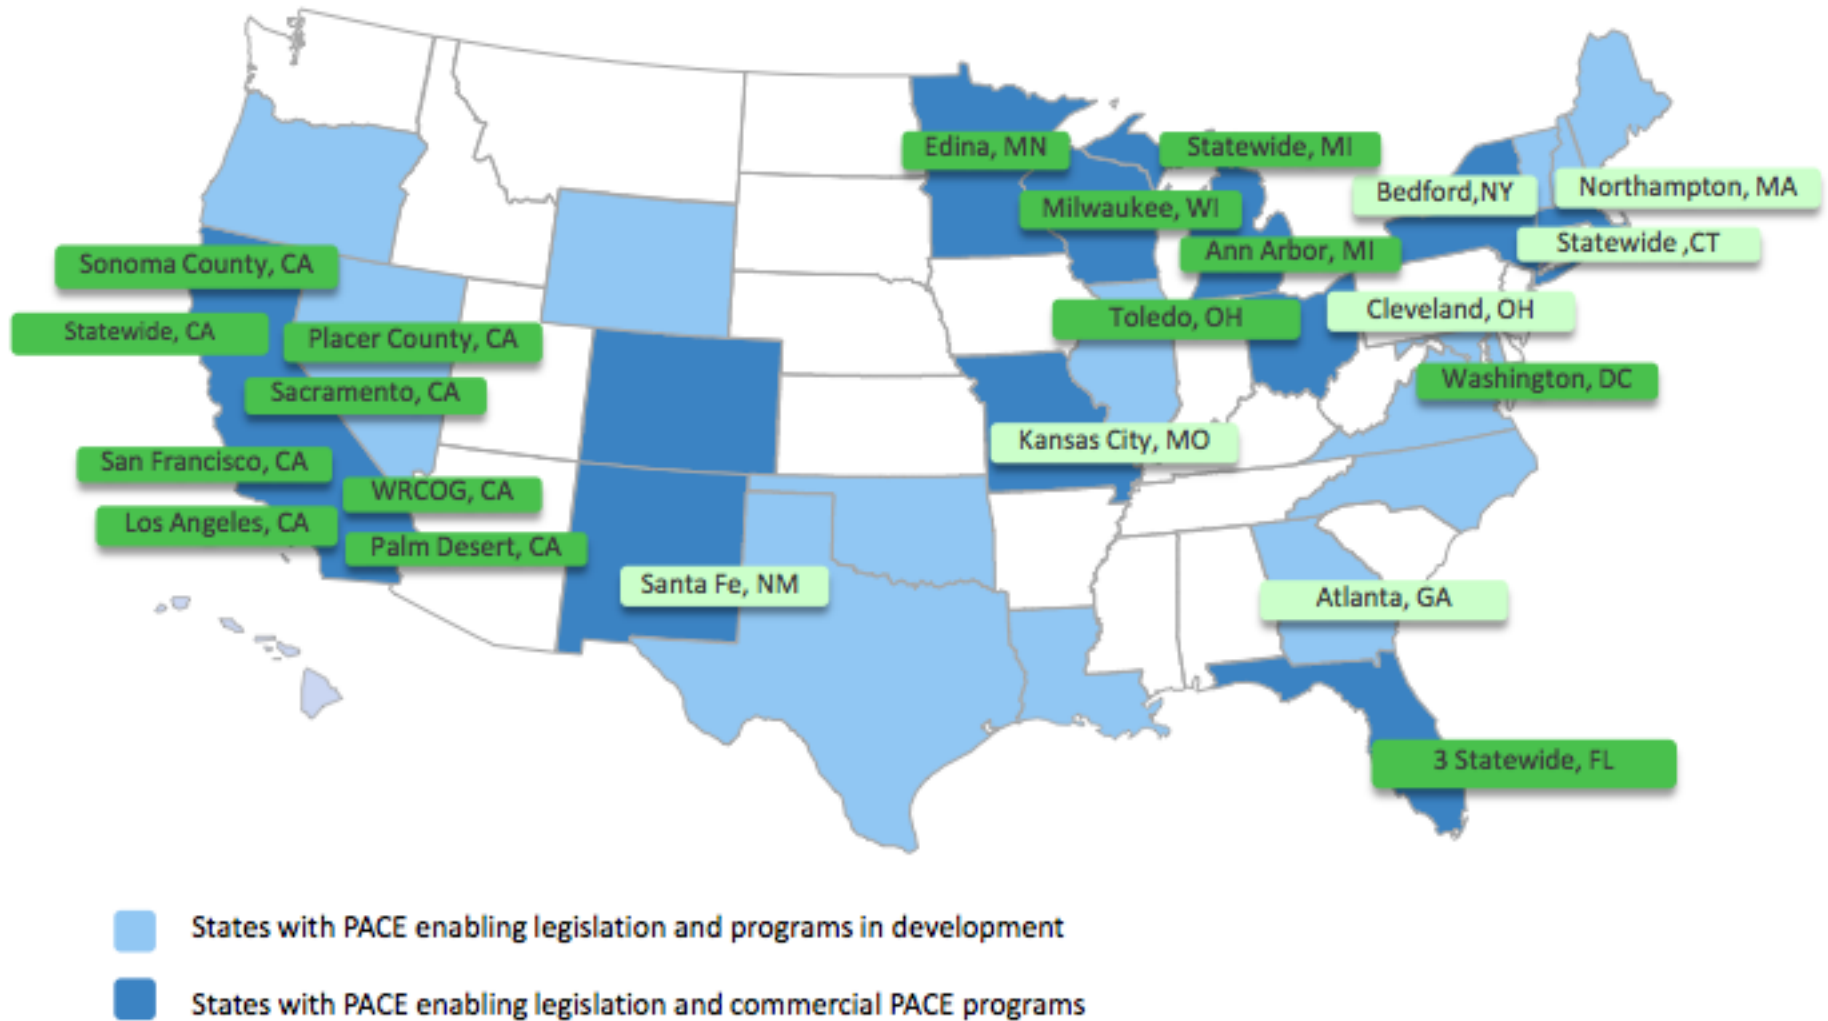 Edina, MN
Statewide, MI
Bedford,NY
Northampton, MA
Milwaukee, WI
Ann Arbor, MI
Statewide ,CT
Sonoma County, CA
Statewide, CA
Placer County, CA
Toledo, OH
Cleveland, OH
Sacramento, CA
Washington, DC
San Francisco, CA
WRCOG, CA
Kansas City, MO
Los Angeles, CA
Palm Desert, CA
Santa Fe, NM
Atlanta, GA
3 Statewide, FL
States with PACE enabling legislation and programs in development
States with PACE enabling legislation and commercial PACE programs